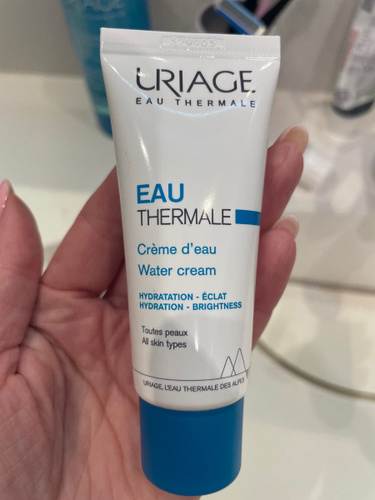 URIAGE
EAU THERMALE
EAU
THERMALE
Crème d'eau
Water cream
HYDRATATION - ÉCLAT
HYDRATION - BRIGHTNESS
Toutes peaux
All skin types
URIAGE, L'EAU THERMALE DES ALPES